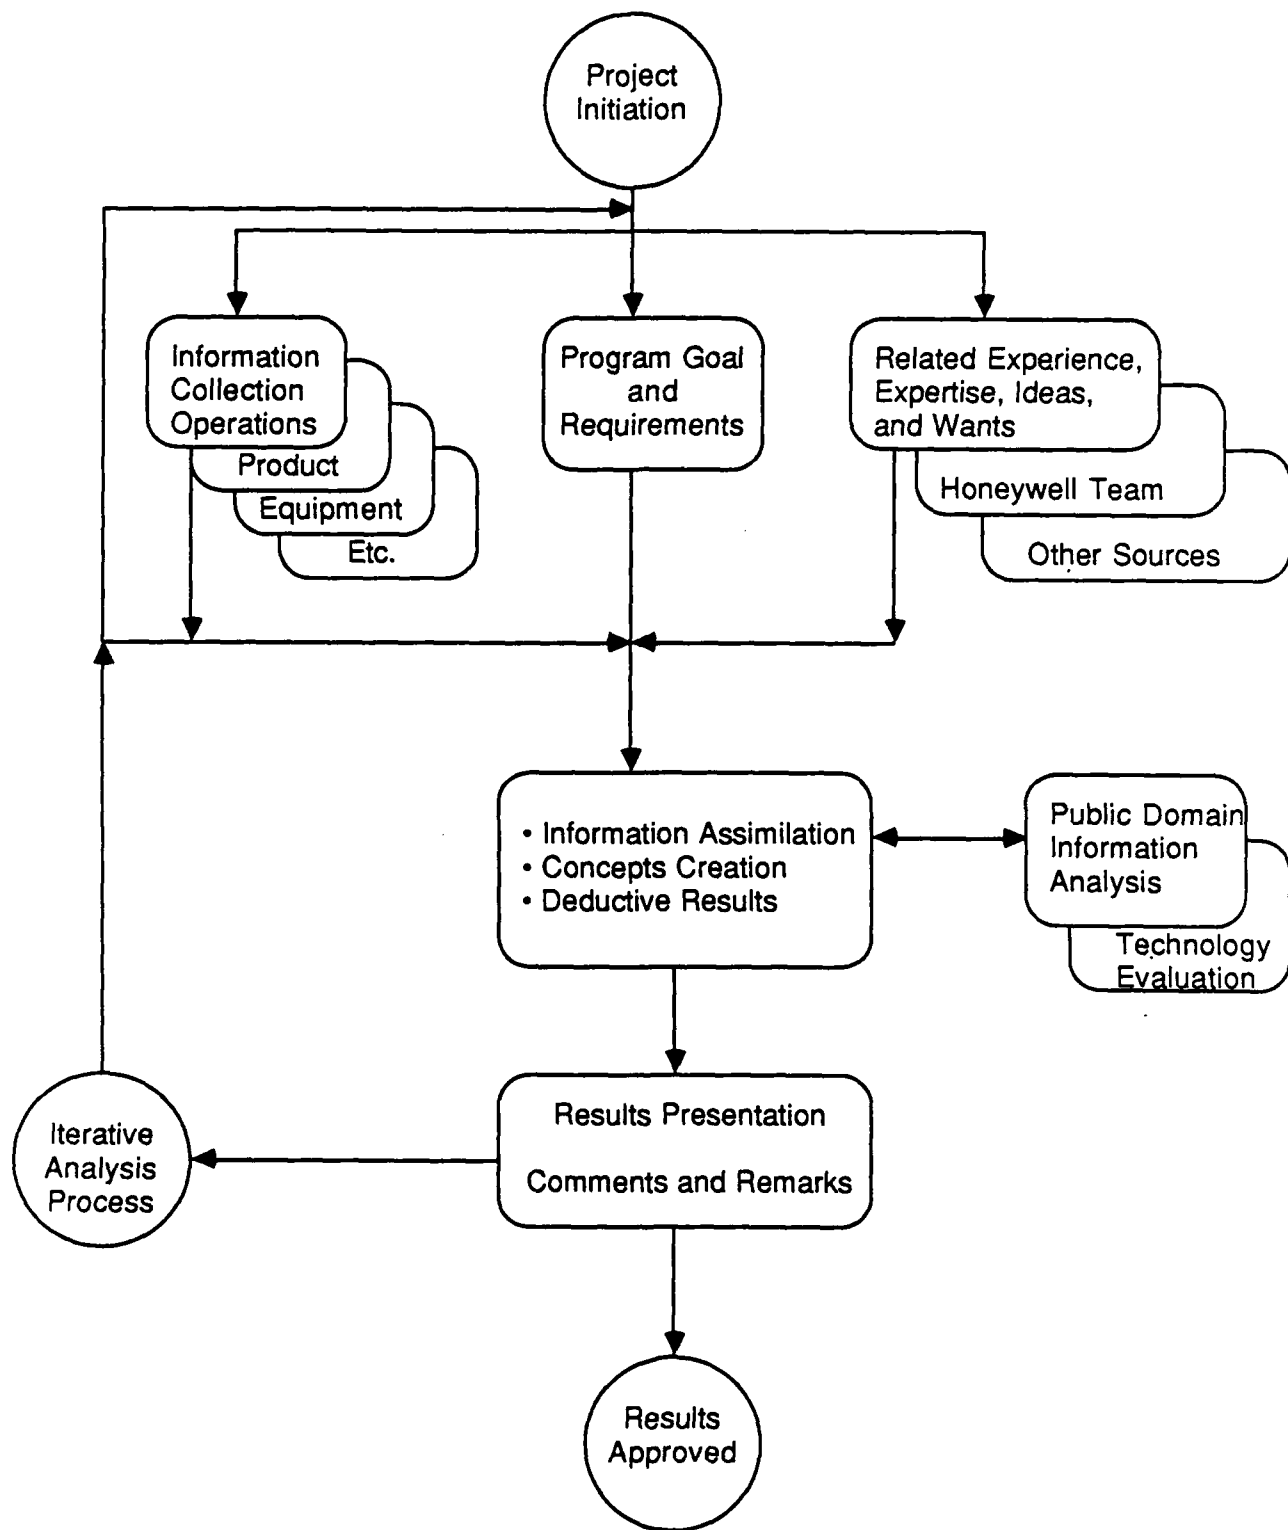 Project
Initiation
Information
Collection
Operations
Product
Equipment
Etc.
Program Goal
and
Requirements
Related Experience,
Expertise, Ideas,
and Wants
Honeywell Team
Other Sources
• Information Assimilation
• Concepts Creation
• Deductive Results
Public Domain
Information
Analysis
Technology
Evaluation
Results Presentation
Comments and Remarks
Iterative
Analysis
Process
Results
Approved